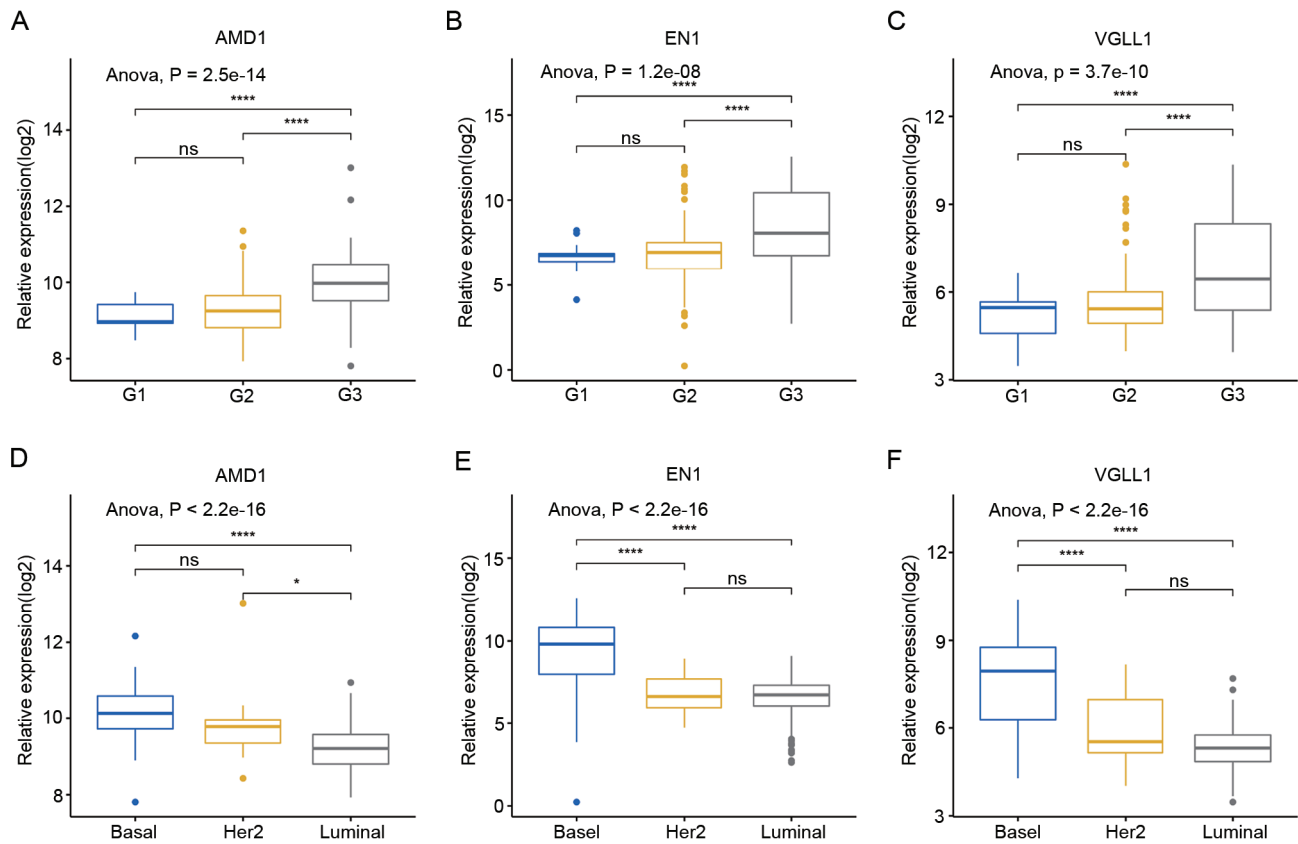 A
AMD1
Anova, P = 2.5e-14
****
****
ns
Relative expression(log2)
14
12
10
8
G1 G2 G3
B
EN1
Anova, P = 1.2e-08
****
****
ns
Relative expression(log2)
15
10
5
0
G1 G2 G3
C
VGLL1
Anova, p = 3.7e-10
****
****
ns
Relative expression(log2)
12
9
6
3
G1 G2 G3
D
AMD1
Anova, P < 2.2e-16
****
ns
*
Relative expression(log2)
14
12
10
8
Basal Her2 Luminal
E
EN1
Anova, P < 2.2e-16
****
****
ns
Relative expression(log2)
15
10
5
0
Basel Her2 Luminal
F
VGLL1
Anova, P < 2.2e-16
****
****
ns
Relative expression(log2)
12
9
6
3
Basel Her2 Luminal